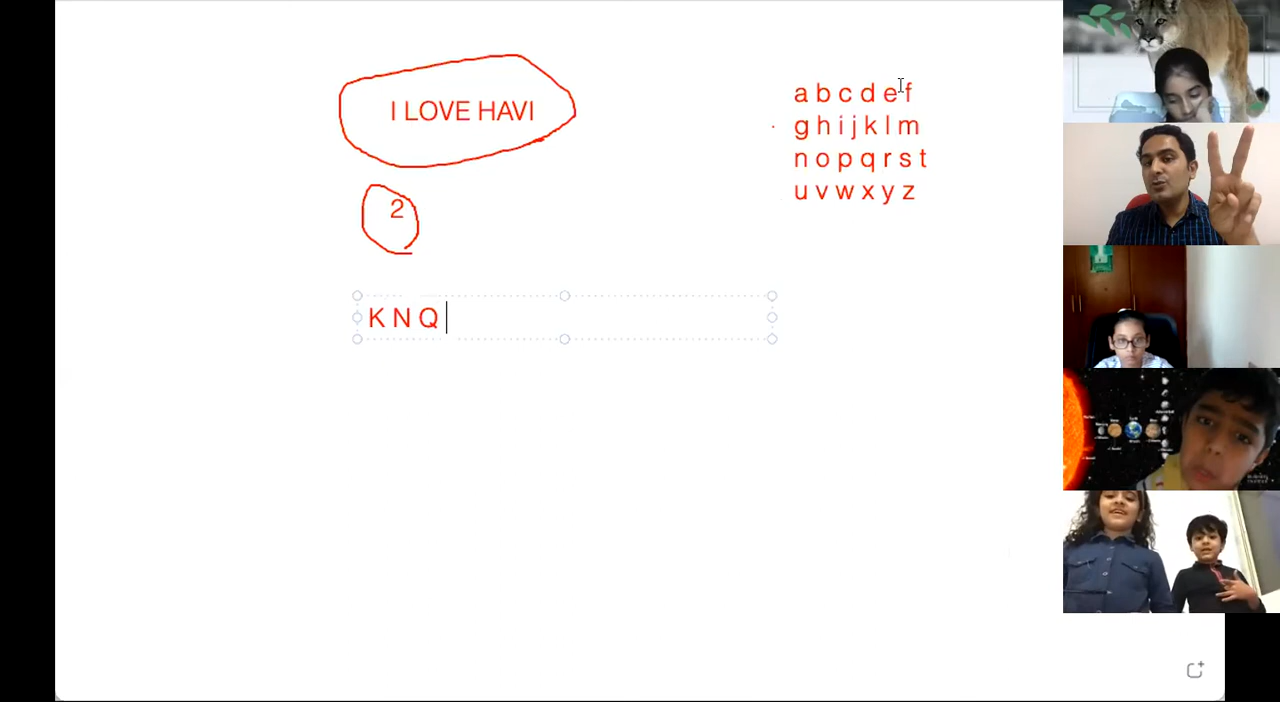 I LOVE HAVI
2
K N Q
a b c d e f
g h i j k l m
n o p q r s t
u v w x y z